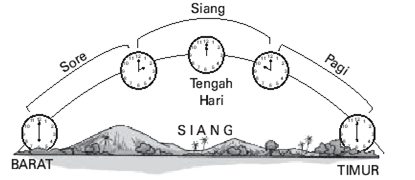 Siang
Sore
Pagi
Tengah
Hari
SIANG
BARAT
TIMUR